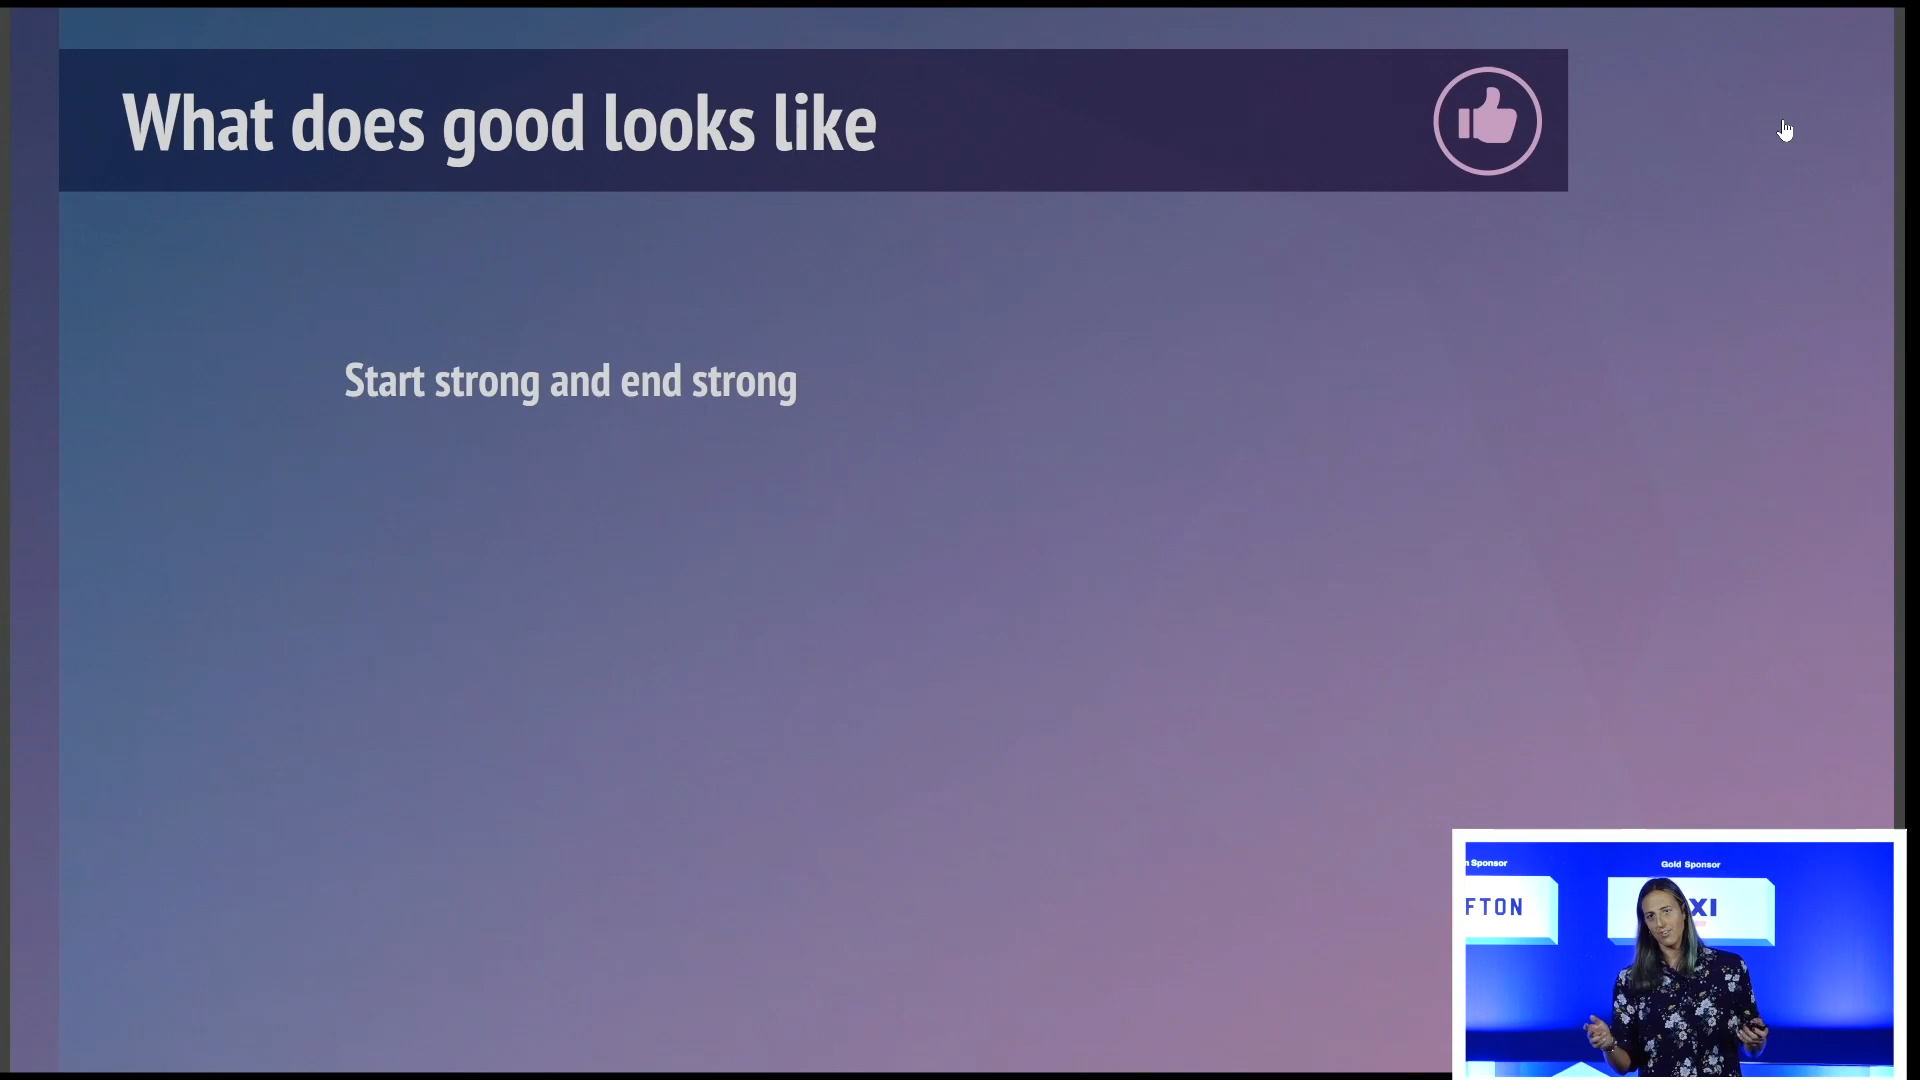 What does good looks like
Start strong and end strong
n Sponsor
Gold Sponsor
FTON
XI